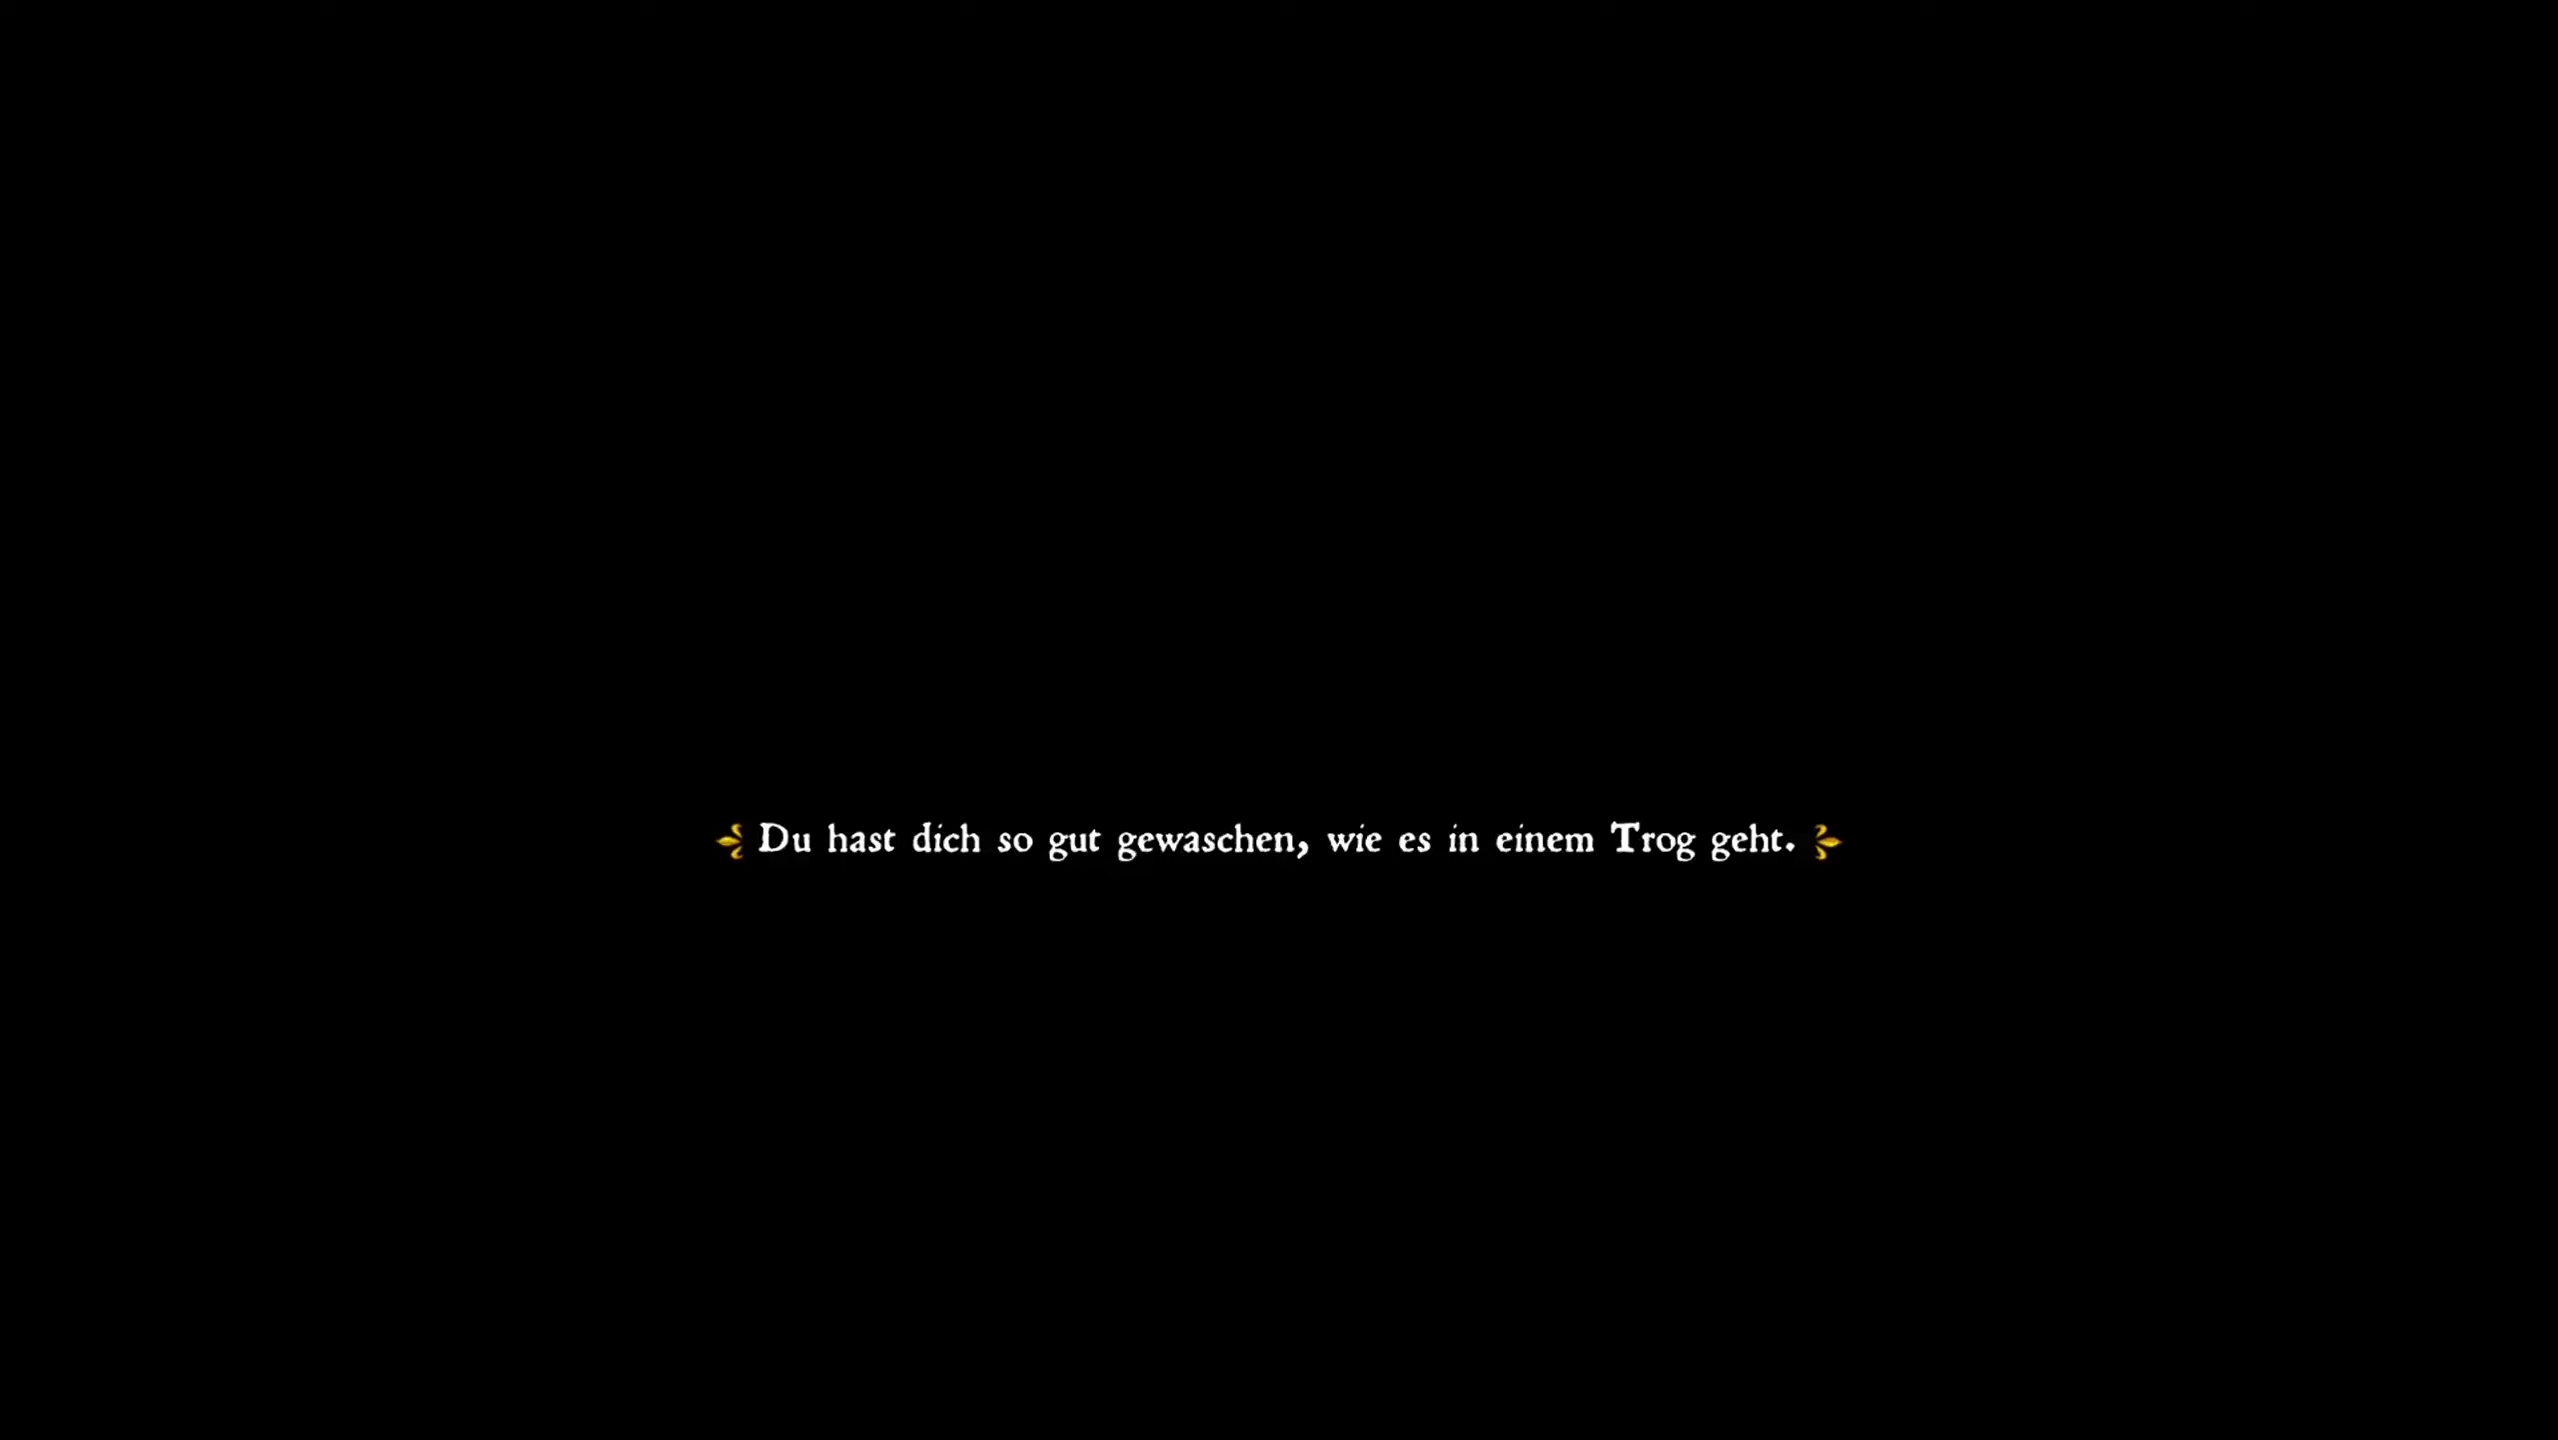 Du hast dich so gut gewaschen, wie es in einem Trog geht.